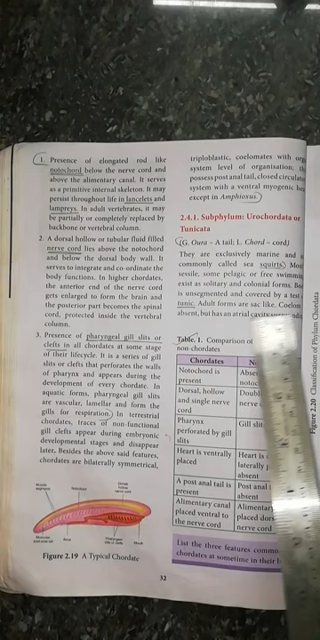 1. Presence of elongated rod like
notochord below the nerve cord and
above the alimentary canal. It serves
as a primitive internal skeleton. It may
persist throughout life in lancelets and
lampreys. In adult vertebrates, it may
be partially or completely replaced by
backbone or vertebral column.
2. A dorsal hollow or tubular fluid filled
nerve cord lies above the notochord
and below the dorsal body wall. It
serves to integrate and co-ordinate the
body functions. In higher chordates,
the anterior end of the nerve cord
gets enlarged to form the brain and
the posterior part becomes the spinal
cord, protected inside the vertebral
column.
3. Presence of pharyngeal gill slits or
clefts in all chordates at some stage
of their lifecycle. It is a series of gill
slits or clefts that perforates the walls
of pharynx and appears during the
development of every chordate. In
aquatic forms, pharyngeal gill slits
are vascular, lamellar and form the
gills for respiration. In terrestrial
chordates, traces of non-functional
gill clefts appear during embryonic
developmental stages and disappear
later. Besides the above said features,
chordates are bilaterally symmetrical,
Notochord
Dorsal
hollow
nerve cord
Mouth
Figure 2.19 A Typical Chordate
triploblastic, coelomates with
system level of organisation,
possess post anal tail, closed
system with a ventral myogenic
except in Amphioxus.
2.4.1. Subphylum: Urochordata or
Tunicata
(G. Oura - A tail; L. Chord - cord)
They are exclusively marine and
commonly called sea squirts. Most
sessile, some pelagic or free swimming
exist as solitary and colonial forms.
is unsegmented and covered by a test
tunic. Adult forms are sac like. Coelom
absent, but has an atrial cavity
Table. 1. Comparison of
non-chordates
Chordates
Notochord is
present
Dorsal, hollow
and single nerve
cord
nerve
Pharynx
perforated by gill
slits
Gill slits
Heart is ventrally
placed
Heart is
laterally
absent
A post anal tail is
present
Post anal
absent
Alimentary canal
placed ventral to
the nerve cord
Alimentary
placed
nerve cord
List the three features
chordates at sometime in their
32
Figure 2.20 Classification of Phylum Chordata